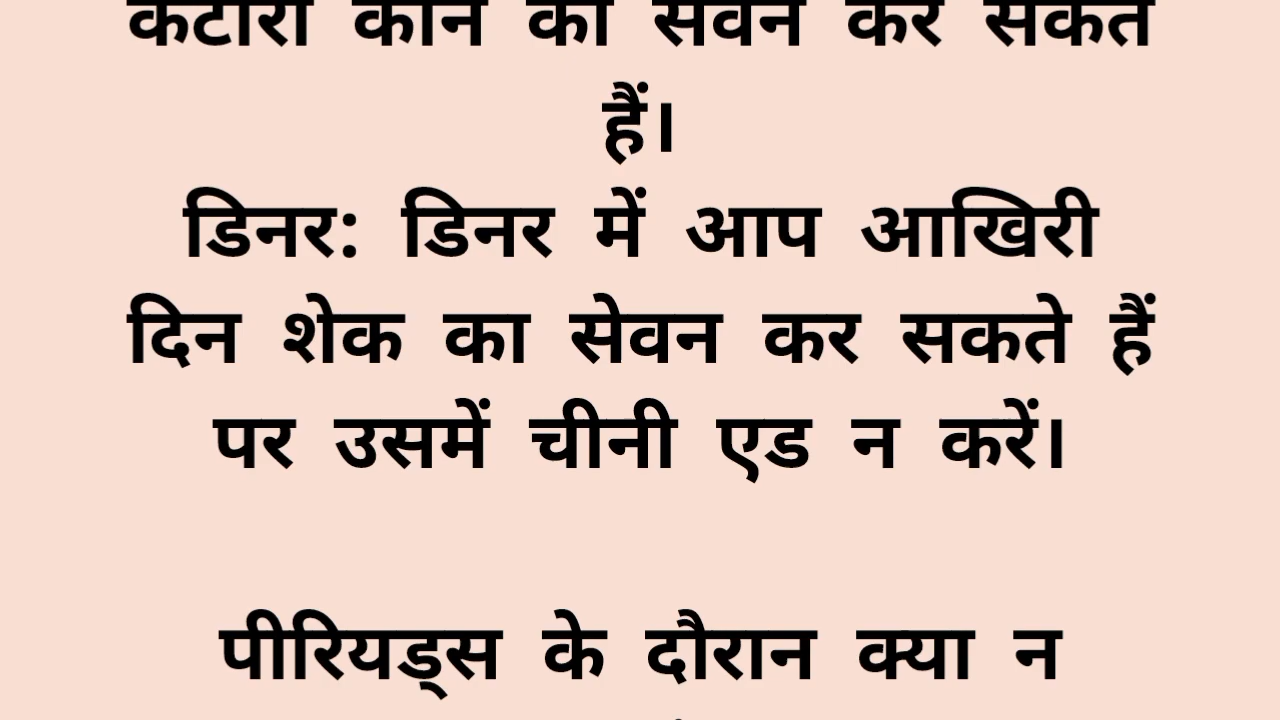 कटोरी का सेवन कर सकते
हैं।
डिनर: डिनर में आप आखिरी
दिन शेक का सेवन कर सकते हैं
पर उसमें चीनी एड न करें।
पीरियड्स के दौरान क्या न